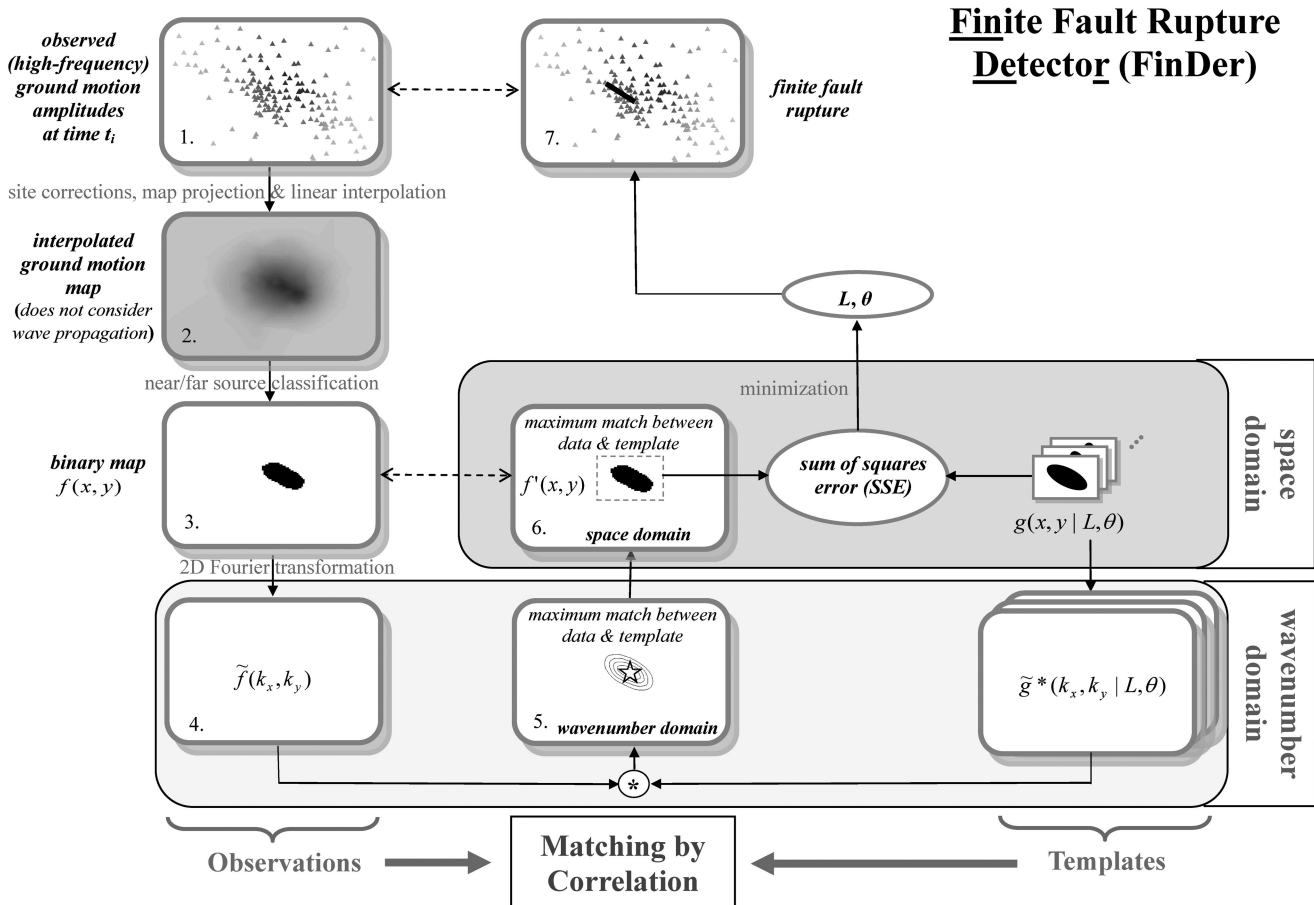 Finite Fault Rupture
Detector (FinDer)
observed
(high-frequency)
ground motion
amplitudes
at time tᵢ
1.
7.
finite fault
rupture
site corrections, map projection & linear interpolation
interpolated
ground motion
map
(does not consider
wave propagation)
2.
L, θ
near/far source classification
minimization
binary map
f(x, y)
3.
maximum match between
data & template
f'(x, y)
6.
space domain
sum of squares
error (SSE)
g(x, y | L, θ)
space
domain
2D Fourier transformation
f̃(kₓ, k_y)
4.
maximum match between
data & template
5.
wavenumber domain
g̃*(kₓ, k_y | L, θ)
wavenumber
domain
*
Observations
Matching by
Correlation
Templates